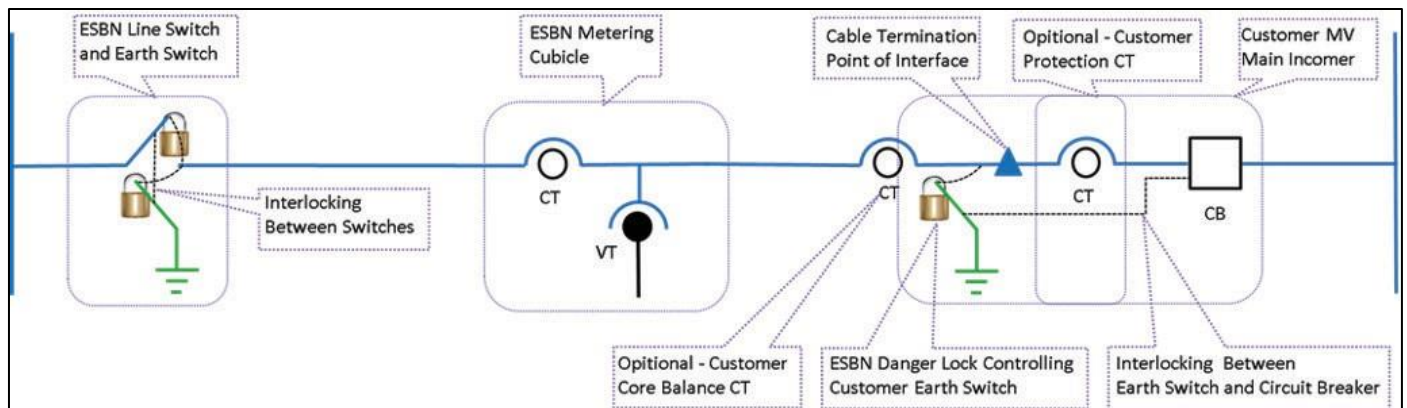 ESBN Line Switch
and Earth Switch
ESBN Metering
Cubicle
Cable Termination
Point of Interface
Opitional - Customer
Protection CT
Customer MV
Main Incomer
Interlocking
Between Switches
CT
VT
CT
CT
CB
Opitional - Customer
Core Balance CT
ESBN Danger Lock Controlling
Customer Earth Switch
Interlocking Between
Earth Switch and Circuit Breaker